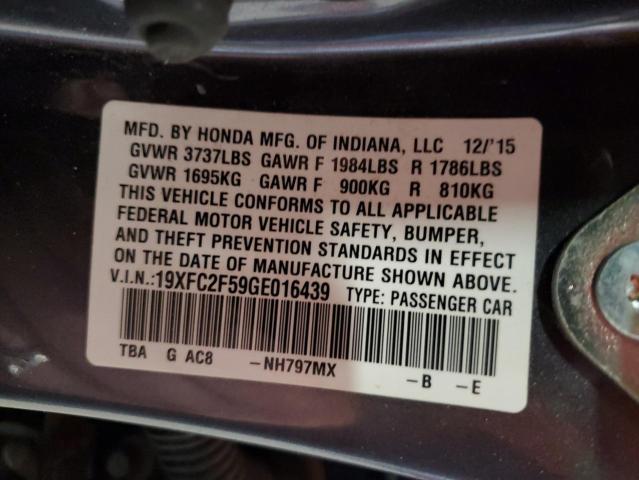 MFD. BY HONDA MFG. OF INDIANA, LLC 12/'15
GVWR 3737LBS GAWR F 1984LBS R 1786LBS
GVWR 1695KG GAWR F 900KG R 810KG
THIS VEHICLE CONFORMS TO ALL APPLICABLE
FEDERAL MOTOR VEHICLE SAFETY, BUMPER,
AND THEFT PREVENTION STANDARDS IN EFFECT
ON THE DATE OF MANUFACTURE SHOWN ABOVE.
V.I.N.:19XFC2F59GE016439 TYPE: PASSENGER CAR
TBA G AC8 –NH797MX –B –E